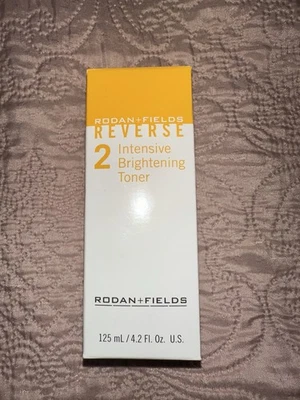 RODAN+FIELDS
REVERSE
2 Intensive
Brightening
Toner
RODAN+FIELDS
125 mL / 4.2 Fl. Oz. U.S.